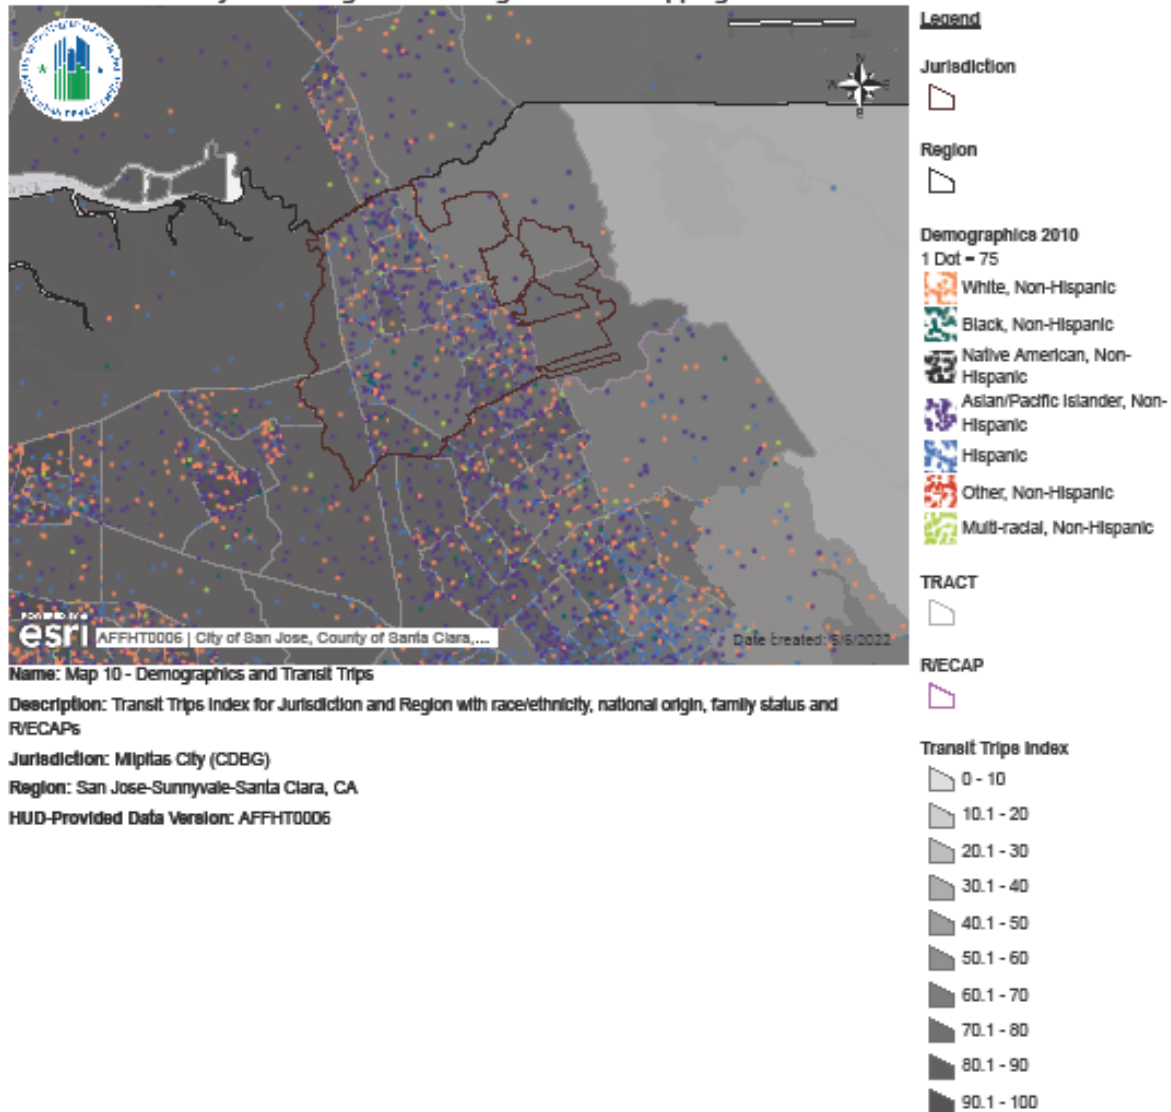 Legend
Jurisdiction
Region
Demographics 2010
1 Dot = 75
White, Non-Hispanic
Black, Non-Hispanic
Native American, Non-
Hispanic
Asian/Pacific Islander, Non-
Hispanic
Hispanic
Other, Non-Hispanic
Multi-racial, Non-Hispanic
TRACT
R/ECAP
Transit Trips Index
0 - 10
10.1 - 20
20.1 - 30
30.1 - 40
40.1 - 50
50.1 - 60
60.1 - 70
70.1 - 80
80.1 - 90
90.1 - 100
N
W
E
S
POWERED BY
esri
AFFHT0006 | City of San Jose, County of Santa Clara,...
Date created: 5/6/2022
Name: Map 10 - Demographics and Transit Trips
Description: Transit Trips Index for Jurisdiction and Region with race/ethnicity, national origin, family status and
R/ECAPs
Jurisdiction: Milpitas City (CDBG)
Region: San Jose-Sunnyvale-Santa Clara, CA
HUD-Provided Data Version: AFFHT0006